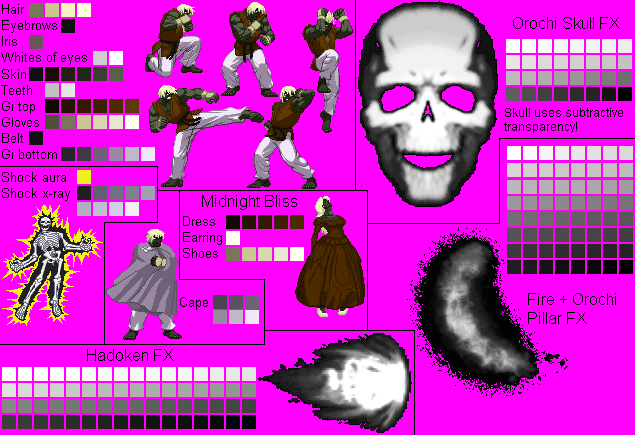 Hair
Eyebrows
Iris
Whites of eyes
Skin
Teeth
Gi top
Gloves
Belt
Gi bottom
Shock aura
Shock x-ray
Midnight Bliss
Dress
Earring
Shoes
Cape
Hadoken FX
Orochi Skull FX
Skull uses subtractive
transparency!
Fire + Orochi
Pillar FX